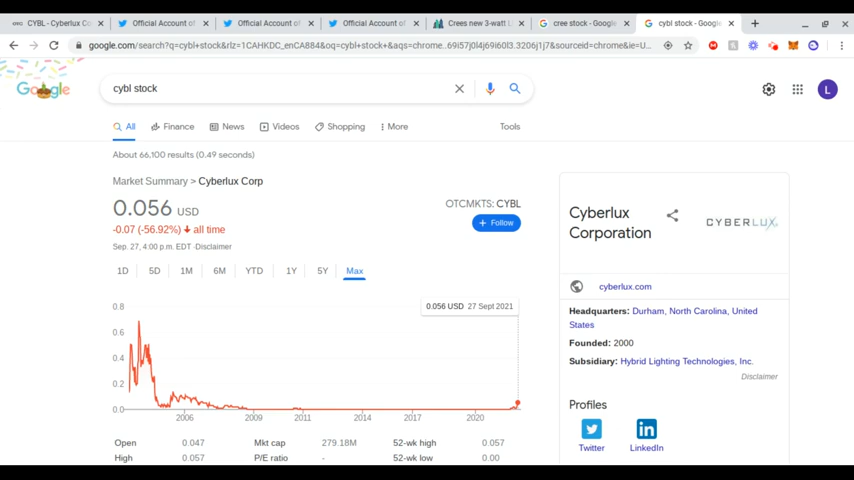 CYBL - Cyberlux Co
Official Account of
Official Account of
Official Account of
Crees new 3-watt L
cree stock - Google
cybl stock - Google
google.com/search?q=cybl+stock&rlz=1CAHKDC_enCA884&oq=cybl+stock+&aqs=chrome..69i57j0l4j69i60l3.3206j1j7&sourceid=chrome&ie=U...
Google
cybl stock
L
All
Finance
News
Videos
Shopping
More
Tools
About 66,100 results (0.49 seconds)
Market Summary > Cyberlux Corp
0.056 USD
OTCMKTS: CYBL
-0.07 (-56.92%) all time
+ Follow
Sep. 27, 4:00 p.m. EDT · Disclaimer
1D
5D
1M
6M
YTD
1Y
5Y
Max
0.056 USD 27 Sept 2021
0.8
0.6
0.4
0.2
0.0
2006
2009
2011
2014
2017
2020
Open 0.047
Mkt cap 279.18M
52-wk high 0.057
High 0.057
P/E ratio -
52-wk low 0.00
Cyberlux
Corporation
CYBERLUX
cyberlux.com
Headquarters: Durham, North Carolina, United
States
Founded: 2000
Subsidiary: Hybrid Lighting Technologies, Inc.
Disclaimer
Profiles
Twitter
LinkedIn